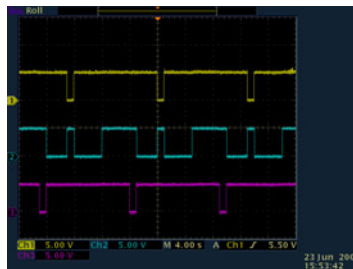 Roll
1
2
3
Ch1 5.00 V Ch2 5.00 V M 4.00 s A Ch1 5.50 V
Ch3 5.00 V
23 Jun
15:53:42